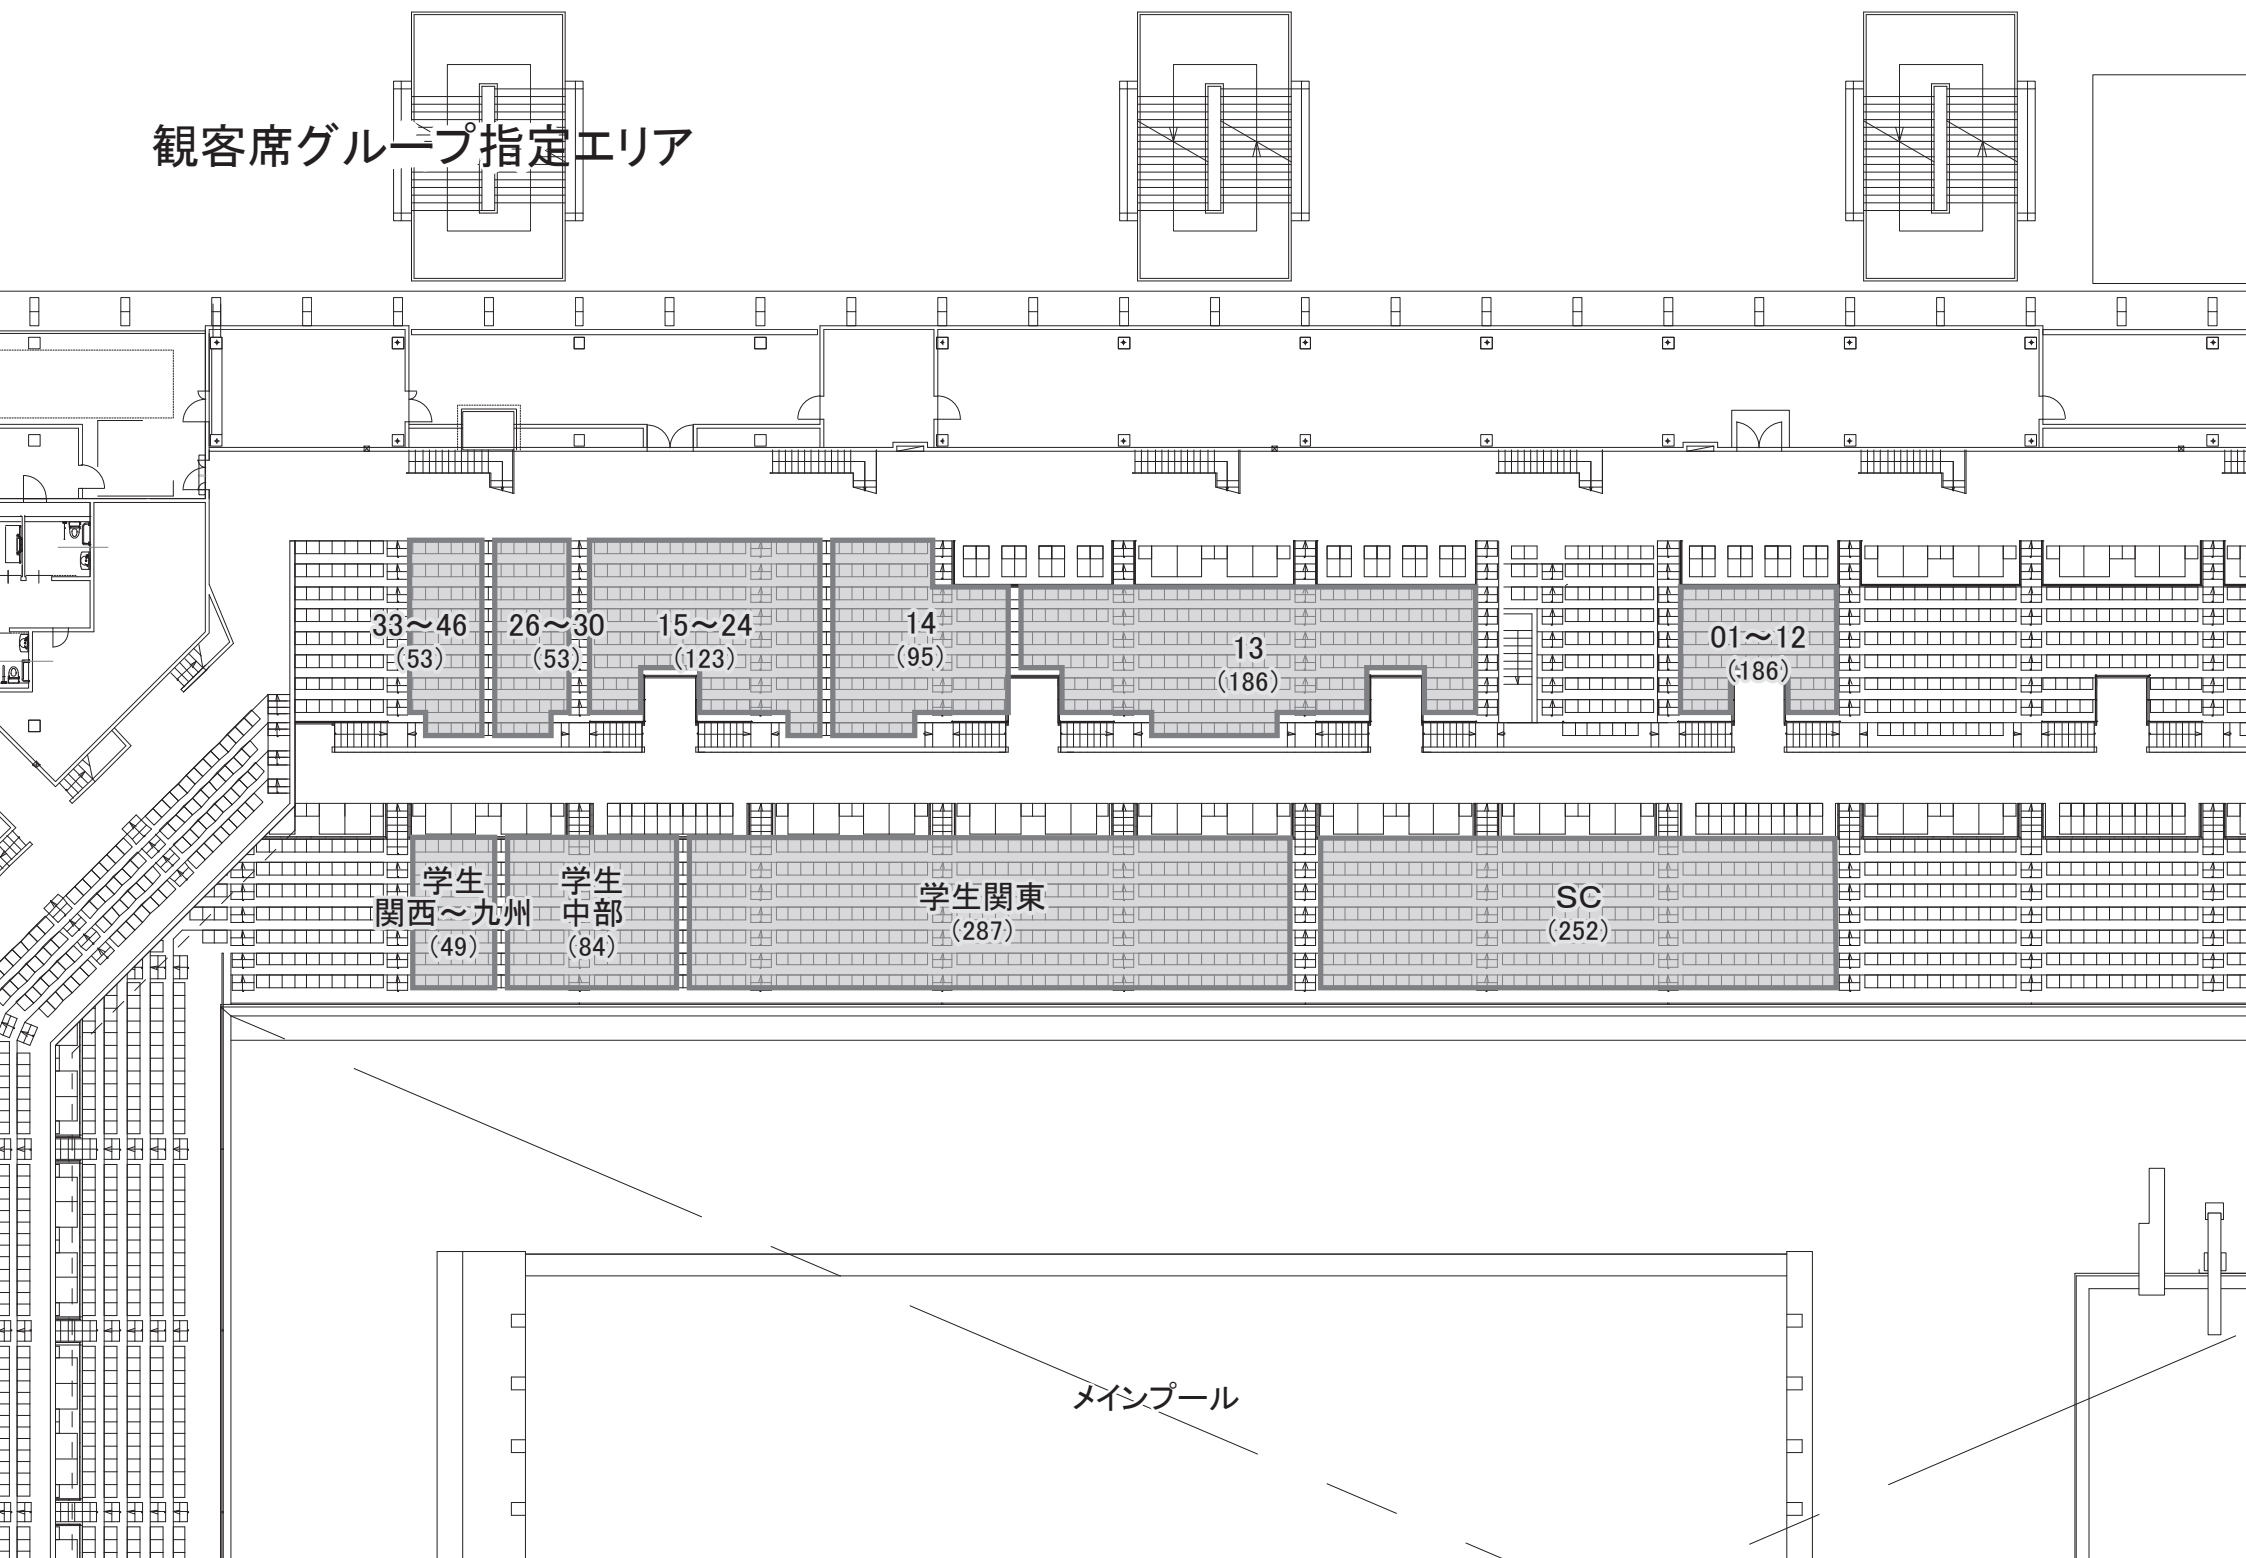 観客席グループ指定エリア
33～46
(53)
26～30
(53)
15～24
(123)
14
(95)
13
(186)
01～12
(186)
学生
関西～九州
(49)
学生
中部
(84)
学生関東
(287)
SC
(252)
メインプール